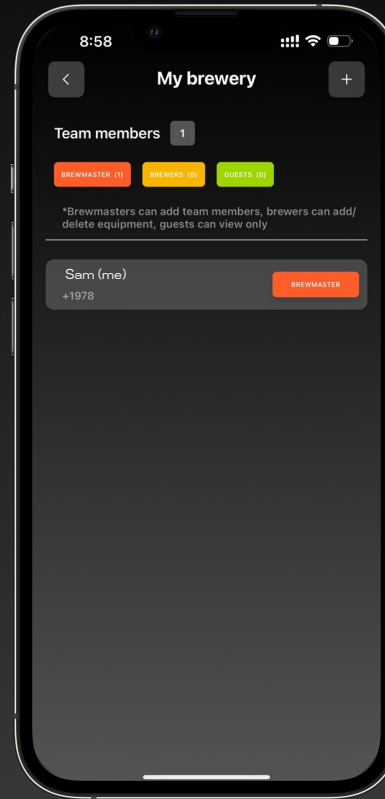 8:58
My brewery
Team members 1
BREWMASTER (1) BREWERS (0) GUESTS (0)
*Brewmasters can add team members, brewers can add/
delete equipment, guests can view only
Sam (me)
+1978
BREWMASTER